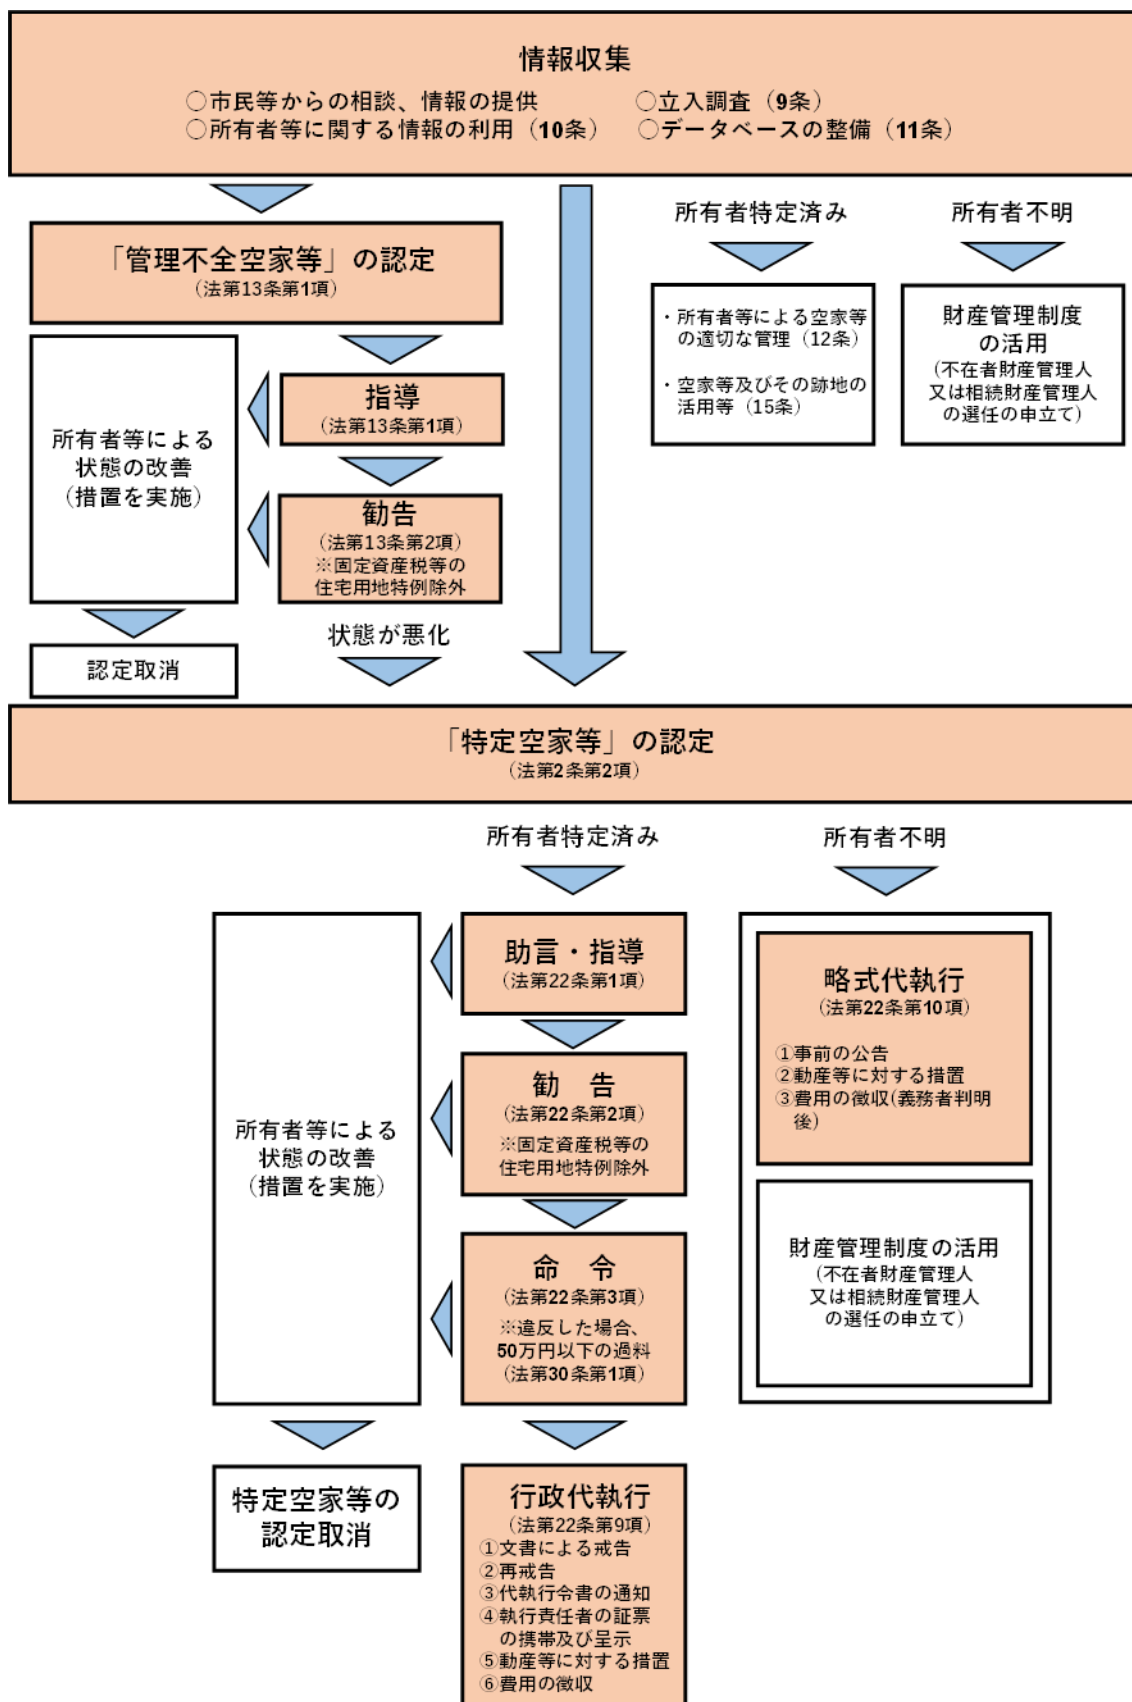 情報収集
○市民等からの相談、情報の提供 ○立入調査（9条）
○所有者等に関する情報の利用（10条） ○データベースの整備（11条）
「管理不全空家等」の認定
（法第13条第1項）
指導
（法第13条第1項）
勧告
（法第13条第2項）
※固定資産税等の
住宅用地特例除外
所有者等による
状態の改善
（措置を実施）
認定取消
状態が悪化
所有者特定済み
・所有者等による空家等
の適切な管理（12条）
・空家等及びその跡地の
活用等（15条）
所有者不明
財産管理制度
の活用
（不在者財産管理人
又は相続財産管理人
の選任の申立て）
「特定空家等」の認定
（法第2条第2項）
所有者特定済み
助言・指導
（法第22条第1項）
勧　告
（法第22条第2項）
※固定資産税等の
住宅用地特例除外
命　令
（法第22条第3項）
※違反した場合、
50万円以下の過料
（法第30条第1項）
所有者等による
状態の改善
（措置を実施）
特定空家等の
認定取消
行政代執行
（法第22条第9項）
①文書による戒告
②再戒告
③代執行令書の通知
④執行責任者の証票
の携帯及び呈示
⑤動産等に対する措置
⑥費用の徴収
所有者不明
略式代執行
（法第22条第10項）
①事前の公告
②動産等に対する措置
③費用の徴収(義務者判明
後）
財産管理制度の活用
（不在者財産管理人
又は相続財産管理人
の選任の申立て）